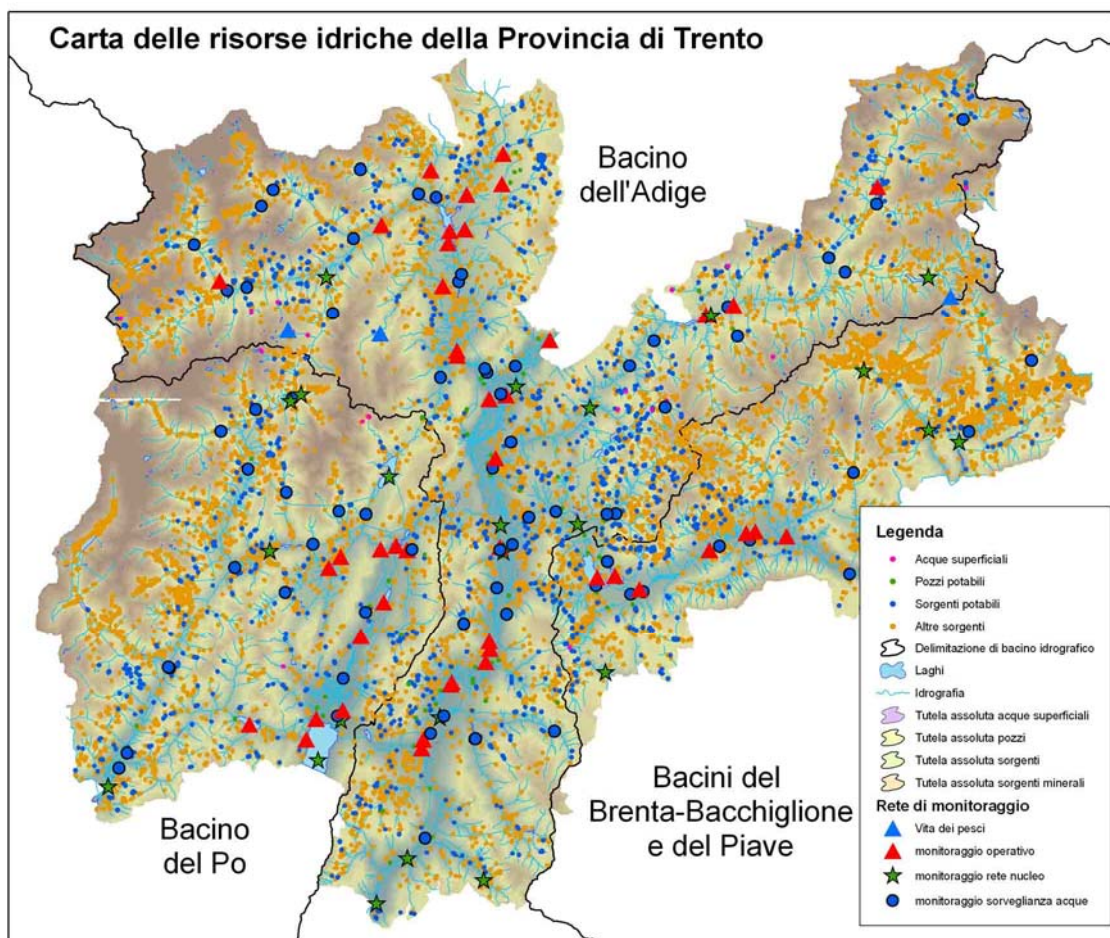 Carta delle risorse idriche della Provincia di Trento
Bacino
dell'Adige
Bacino
del Po
Bacini del
Brenta-Bacchiglione
e del Piave
Legenda
Acque superficiali
Pozzi potabili
Sorgenti potabili
Altre sorgenti
Delimitazione di bacino idrografico
Laghi
Idrografia
Tutela assoluta acque superficiali
Tutela assoluta pozzi
Tutela assoluta sorgenti
Tutela assoluta sorgenti minerali
Rete di monitoraggio
Vita dei pesci
monitoraggio operativo
monitoraggio rete nucleo
monitoraggio sorveglianza acque